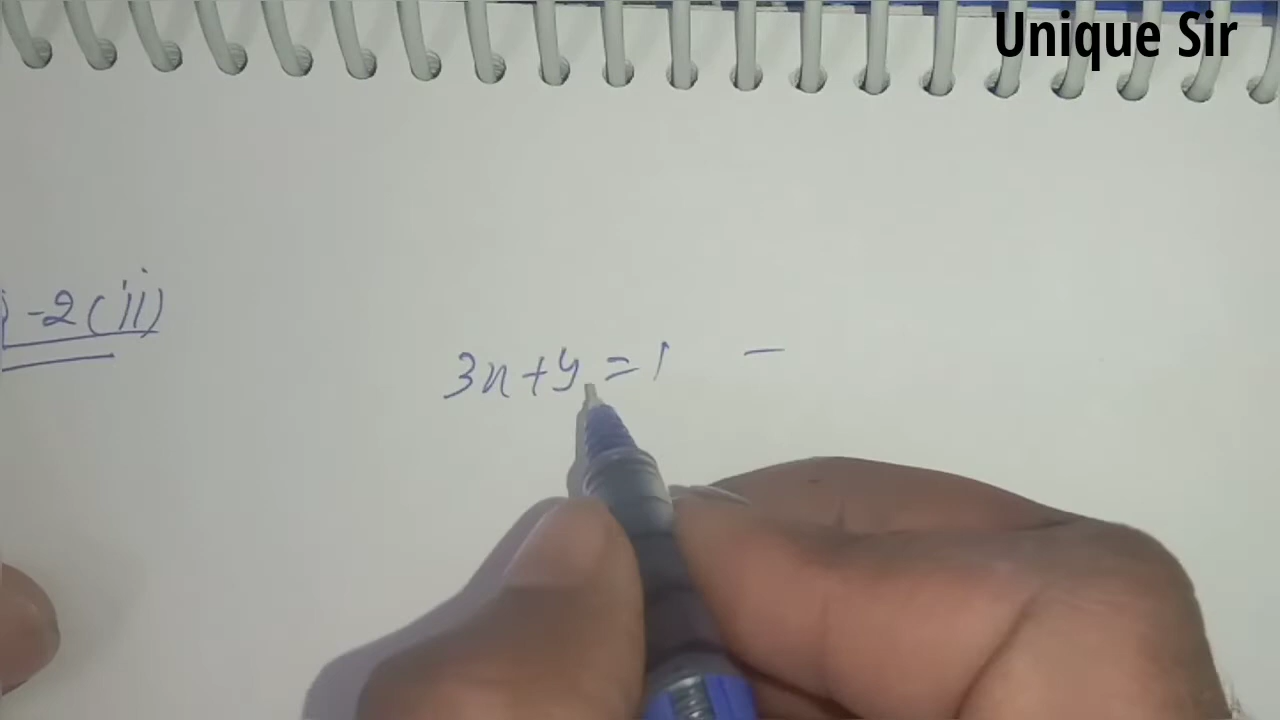 Unique Sir
-2 (ii)
3x+y=1 —